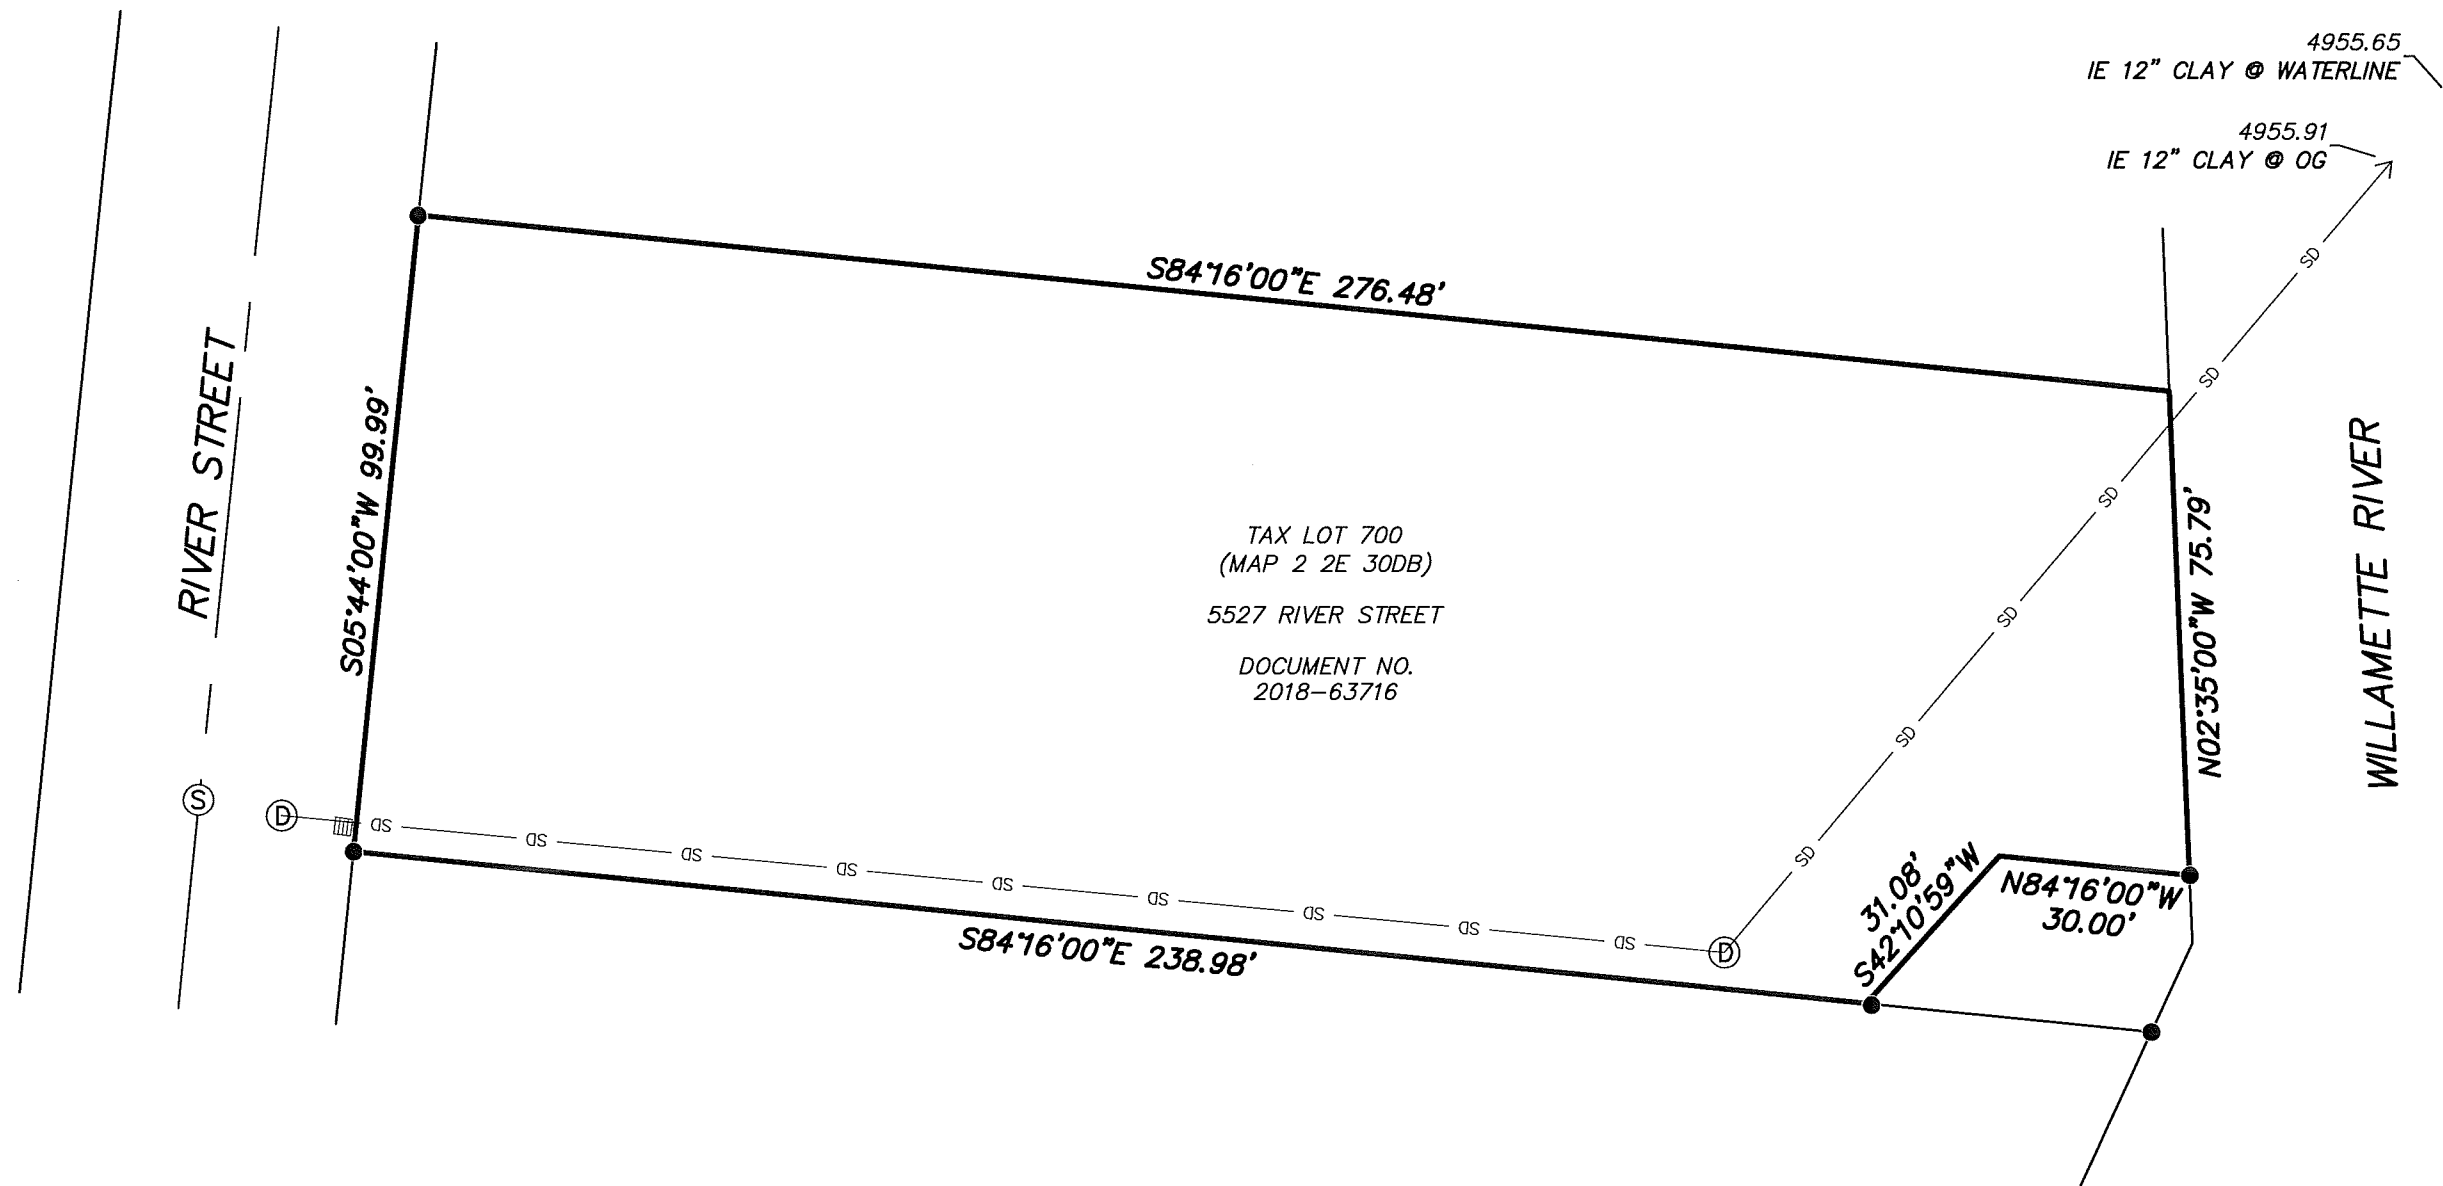 4955.65
IE 12" CLAY @ WATERLINE
4955.91
IE 12" CLAY @ OG
S84°16'00"E 276.48'
RIVER STREET
S05°44'00"W 99.99'
TAX LOT 700
(MAP 2 2E 30DB)
5527 RIVER STREET
DOCUMENT NO.
2018-63716
N02°35'00"W 75.79'
WILLAMETTE RIVER
SD
SD
SD
SD
SD
SD
SD
S
D
SD
SD
SD
SD
SD
SD
SD
SD
SD
D
S84°16'00"E 238.98'
31.08'
S42°10'59"W
N84°16'00"W
30.00'